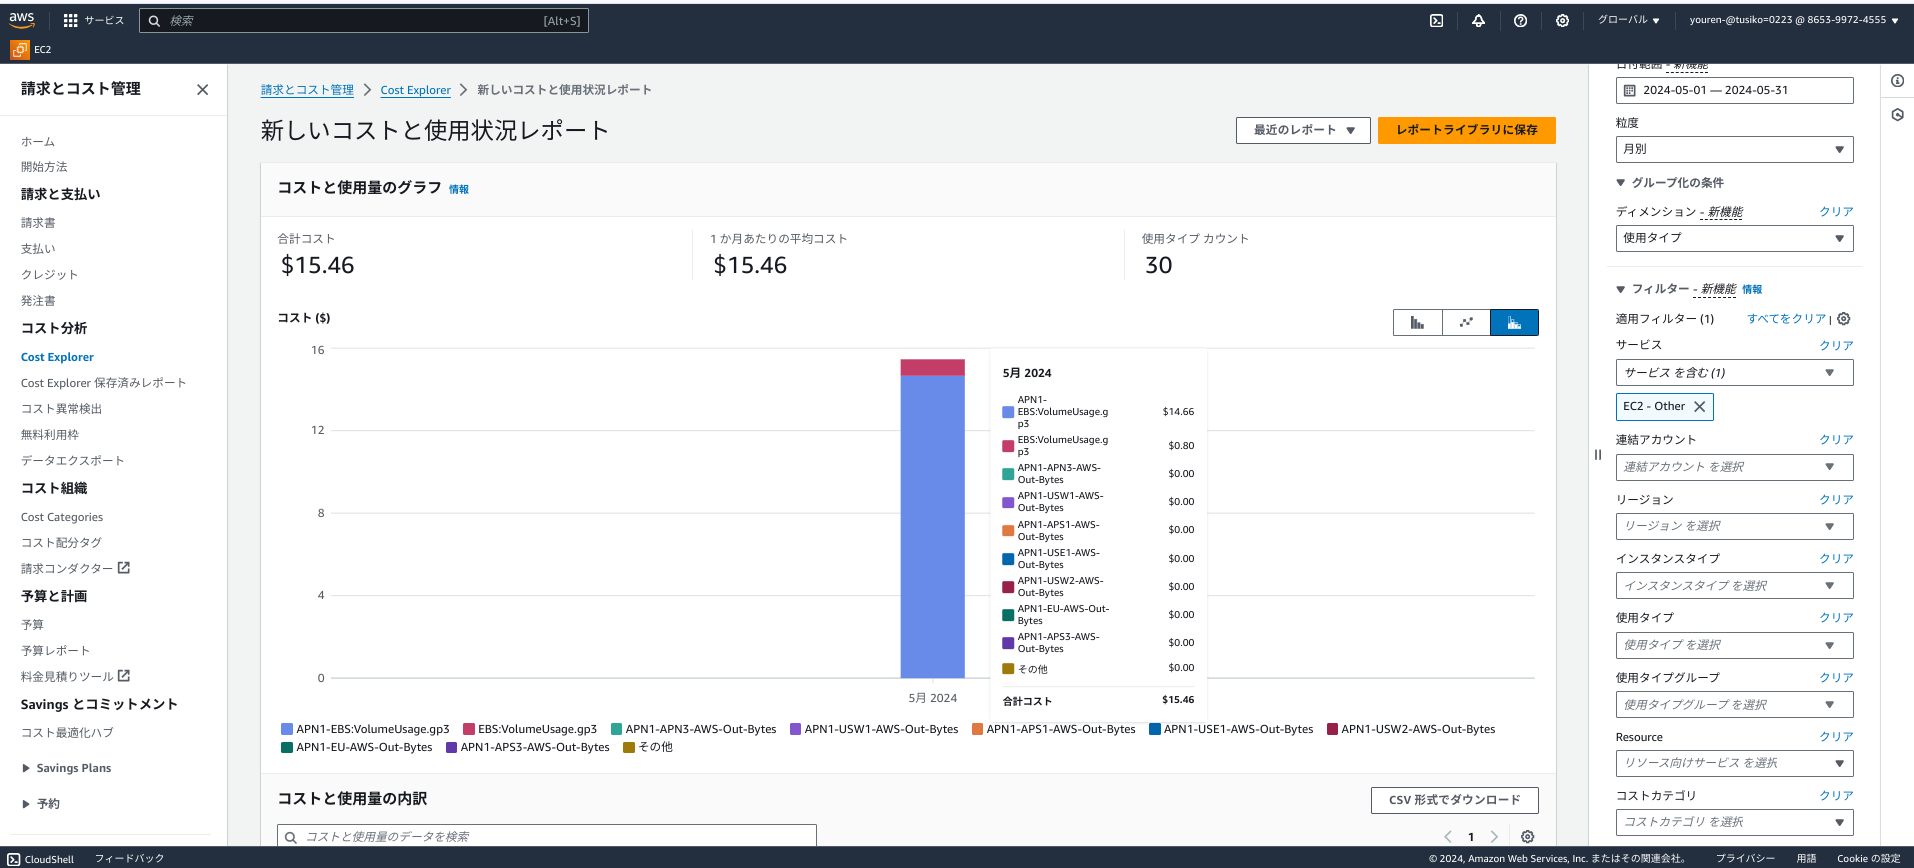 aws
サービス
検索
[Alt+S]
グローバル
youren-@tusiko=0223 @ 8653-9972-4555
EC2
請求とコスト管理
ホーム
開始方法
請求と支払い
請求書
支払い
クレジット
発注書
コスト分析
Cost Explorer
Cost Explorer 保存済みレポート
コスト異常検出
無料利用枠
データエクスポート
コスト組織
Cost Categories
コスト配分タグ
請求コンダクター
予算と計画
予算
予算レポート
料金見積りツール
Savings とコミットメント
コスト最適化ハブ
Savings Plans
予約
請求とコスト管理 > Cost Explorer > 新しいコストと使用状況レポート
新しいコストと使用状況レポート
最近のレポート
レポートライブラリに保存
コストと使用量のグラフ 情報
合計コスト
$15.46
1 か月あたりの平均コスト
$15.46
使用タイプ カウント
30
コスト ($)
16
12
8
4
0
5月 2024
5月 2024
APN1-
EBS:VolumeUsage.g
p3
$14.66
EBS:VolumeUsage.g
p3
$0.80
APN1-APN3-AWS-
Out-Bytes
$0.00
APN1-USW1-AWS-
Out-Bytes
$0.00
APN1-APS1-AWS-
Out-Bytes
$0.00
APN1-USE1-AWS-
Out-Bytes
$0.00
APN1-USW2-AWS-
Out-Bytes
$0.00
APN1-EU-AWS-Out-
Bytes
$0.00
APN1-APS3-AWS-
Out-Bytes
$0.00
その他
$0.00
合計コスト
$15.46
APN1-EBS:VolumeUsage.gp3 EBS:VolumeUsage.gp3 APN1-APN3-AWS-Out-Bytes APN1-USW1-AWS-Out-Bytes APN1-APS1-AWS-Out-Bytes APN1-USE1-AWS-Out-Bytes APN1-USW2-AWS-Out-Bytes
APN1-EU-AWS-Out-Bytes APN1-APS3-AWS-Out-Bytes その他
コストと使用量の内訳
CSV 形式でダウンロード
コストと使用量のデータを検索
1
日付範囲 - 新機能
2024-05-01 — 2024-05-31
粒度
月別
グループ化の条件
ディメンション - 新機能 クリア
使用タイプ
フィルター - 新機能 情報
適用フィルター (1) すべてをクリア |
サービス クリア
サービス を含む (1)
EC2 - Other
連結アカウント クリア
連結アカウント を選択
リージョン クリア
リージョン を選択
インスタンスタイプ クリア
インスタンスタイプ を選択
使用タイプ クリア
使用タイプ を選択
使用タイプグループ クリア
使用タイプグループ を選択
Resource クリア
リソース向けサービス を選択
コストカテゴリ クリア
コストカテゴリ を選択
CloudShell
フィードバック
© 2024, Amazon Web Services, Inc. またはその関連会社。
プライバシー
用語
Cookie の設定